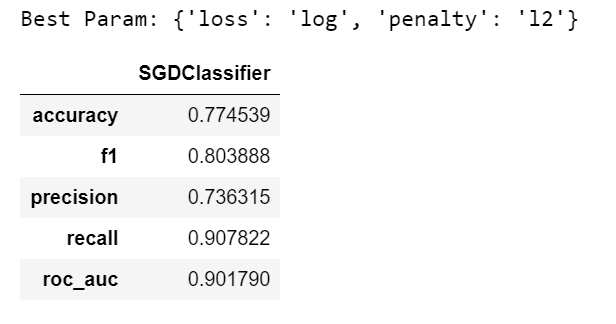 Best Param: {'loss': 'log', 'penalty': 'l2'}
SGDClassifier
accuracy 0.774539
f1 0.803888
precision 0.736315
recall 0.907822
roc_auc 0.901790